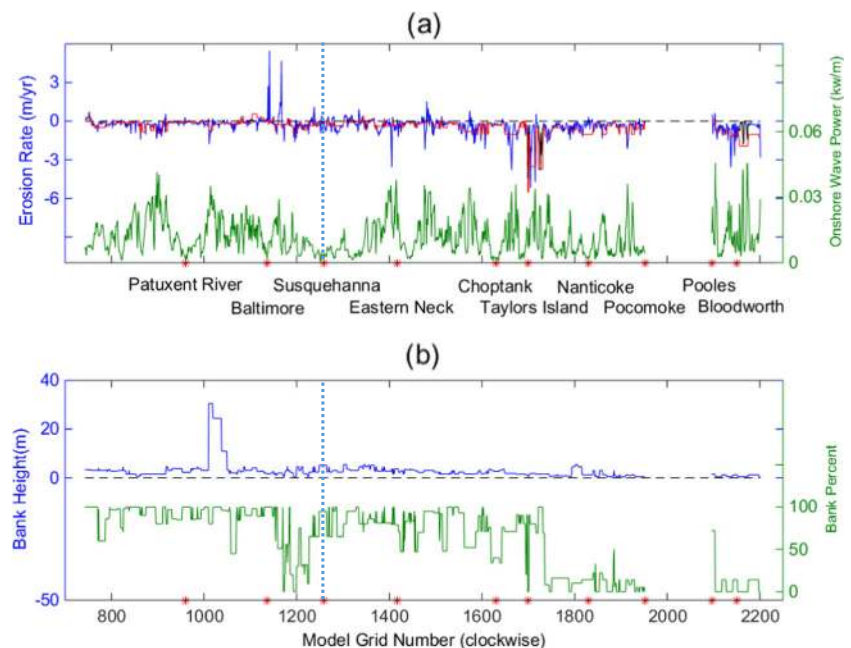 (a)
Erosion Rate (m/yr)
3
0
-3
-6
Onshore Wave Power (kw/m)
0.06
0.03
0
Patuxent River
Susquehanna
Choptank
Nanticoke
Pooles
Baltimore
Eastern Neck
Taylors Island
Pocomoke
Bloodworth
(b)
Bank Height(m)
40
20
0
-50
Bank Percent
100
50
0
800 1000 1200 1400 1600 1800 2000 2200
Model Grid Number (clockwise)